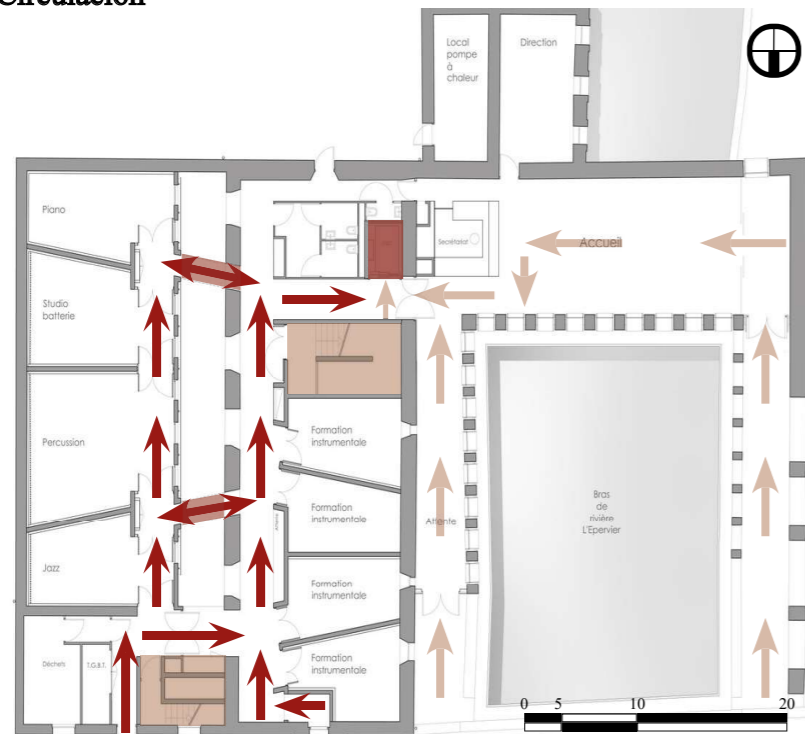 Circulación
Local
pompe
à
chaleur
Direction
Piano
Secrétariat
Accueil
Studio
batterie
Percussion
Formation
instrumentale
Formation
instrumentale
Attente
Bras
de
rivière
L'Epervier
Jazz
Formation
instrumentale
Déchets
T.G.B.T.
Formation
instrumentale
0 5 10 20